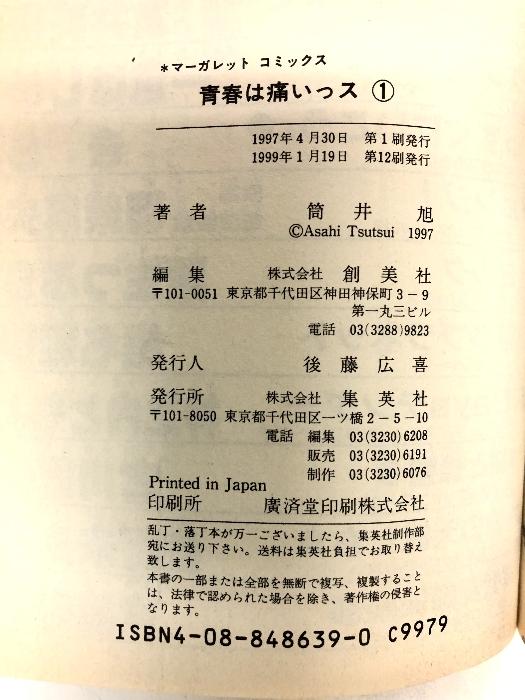 *マーガレット コミックス
青春は痛いっス ①
1997年4月30日 第1刷発行
1999年1月19日 第12刷発行
著者 筒井旭
©Asahi Tsutsui 1997
編集 株式会社 創美社
〒101-0051 東京都千代田区神田神保町3-9
第一丸三ビル
電話 03(3288)9823
発行人 後藤広喜
発行所 株式会社 集英社
〒101-8050 東京都千代田区一ツ橋2-5-10
電話 編集 03(3230)6208
販売 03(3230)6191
制作 03(3230)6076
Printed in Japan
印刷所 廣済堂印刷株式会社
乱丁・落丁本が万一ございましたら、集英社制作部
宛にお送り下さい。送料は集英社負担でお取り替え
致します。
本書の一部または全部を無断で複写、複製すること
は、法律で認められた場合を除き、著作権の侵害と
なります。
ISBN4-08-848639-0 C9979